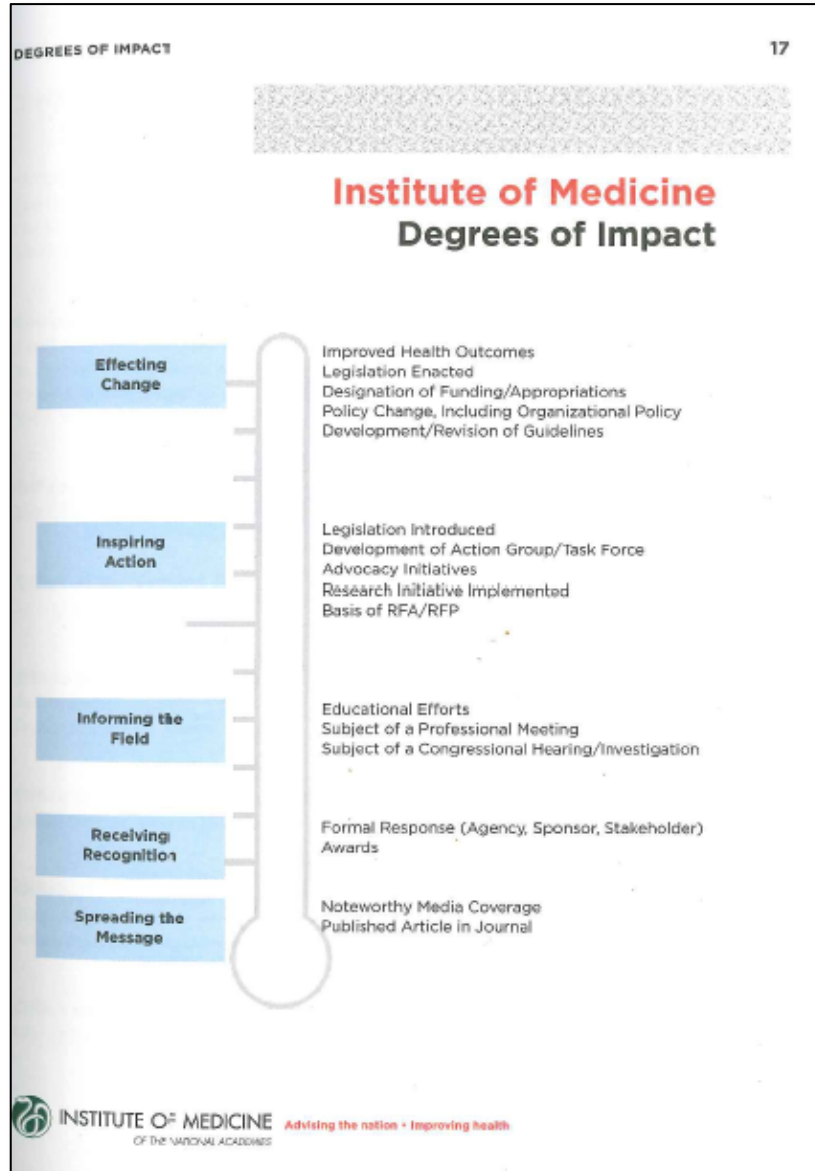 DEGREES OF IMPACT
17
Institute of Medicine
Degrees of Impact
Effecting
Change
Improved Health Outcomes
Legislation Enacted
Designation of Funding/Appropriations
Policy Change, Including Organizational Policy
Development/Revision of Guidelines
Inspiring
Action
Legislation Introduced
Development of Action Group/Task Force
Advocacy Initiatives
Research Initiative Implemented
Basis of RFA/RFP
Informing the
Field
Educational Efforts
Subject of a Professional Meeting
Subject of a Congressional Hearing/Investigation
Receiving
Recognition
Formal Response (Agency, Sponsor, Stakeholder)
Awards
Spreading the
Message
Noteworthy Media Coverage
Published Article in Journal
INSTITUTE OF MEDICINE
OF THE NATIONAL ACADEMIES
Advising the nation • Improving health